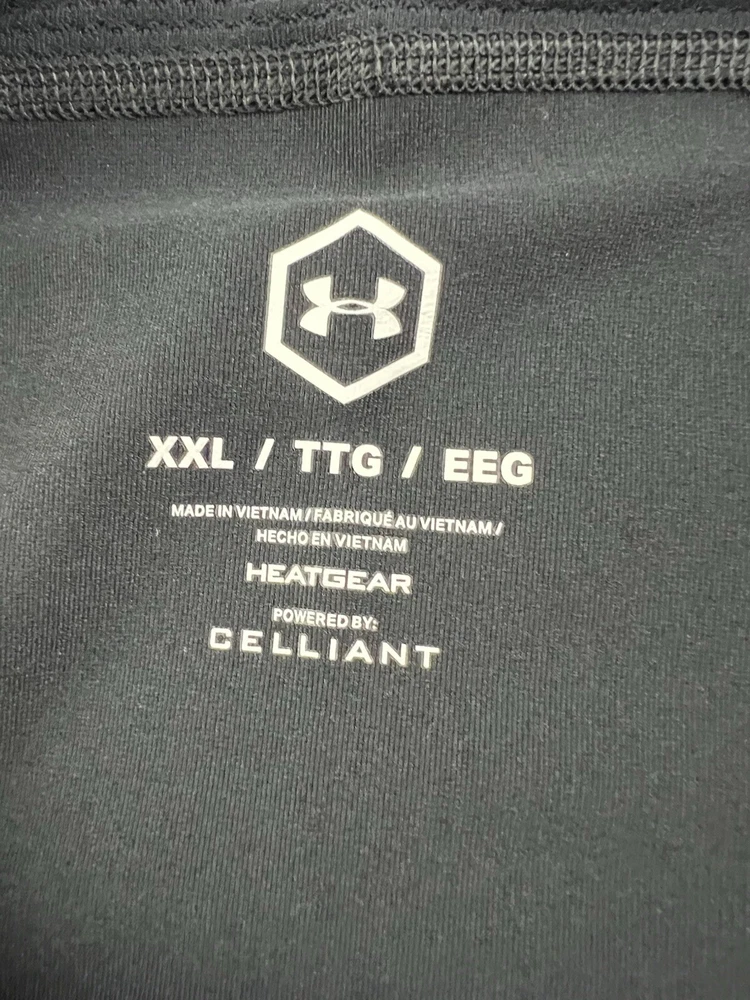 XXL / TTG / EEG
MADE IN VIETNAM / FABRIQUÉ AU VIETNAM /
HECHO EN VIETNAM
HEATGEAR
POWERED BY:
CELLIANT